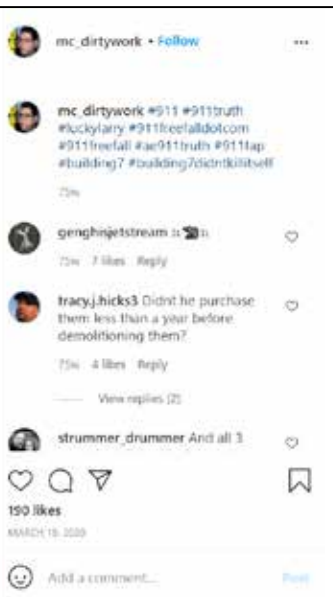 mc_dirtywork • Follow
mc_dirtywork #911 #911truth
#luckylarry #911freefalldotcom
#911freefall #ae911truth #911tap
#building7 #building7didntkillitself
75w
genghisjetstream
75w 7 likes Reply
tracy.j.hicks3 Didnt he purchase
them less than a year before
demolitioning them?
75w 4 likes Reply
View replies (2)
strummer_drummer And all 3
190 likes
MARCH 18, 2020
Add a comment...
Post